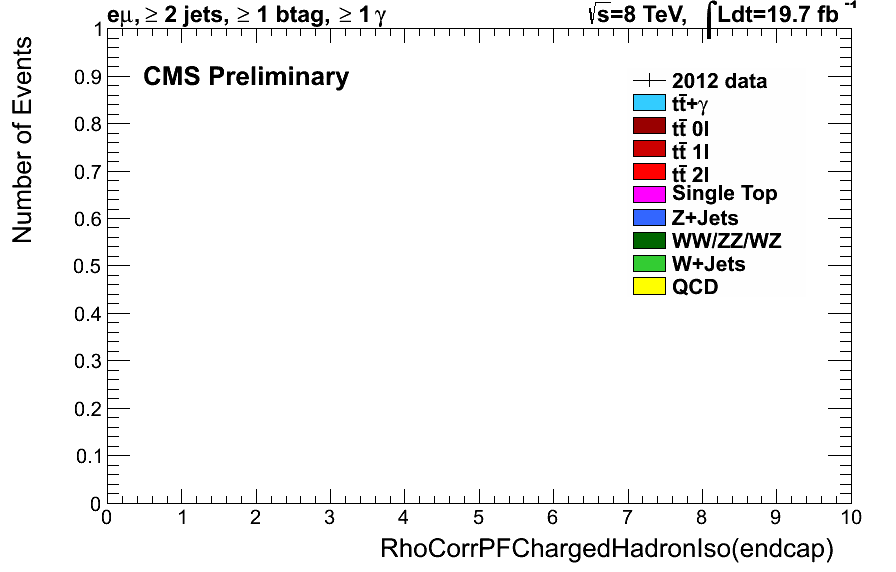 eμ, ≥ 2 jets, ≥ 1 btag, ≥ 1 γ
√s=8 TeV, ∫Ldt=19.7 fb⁻¹
CMS Preliminary
2012 data
tt̄+γ
tt̄ 0l
tt̄ 1l
tt̄ 2l
Single Top
Z+Jets
WW/ZZ/WZ
W+Jets
QCD
Number of Events
1
0.9
0.8
0.7
0.6
0.5
0.4
0.3
0.2
0.1
0
0 1 2 3 4 5 6 7 8 9 10
RhoCorrPFChargedHadronIso(endcap)